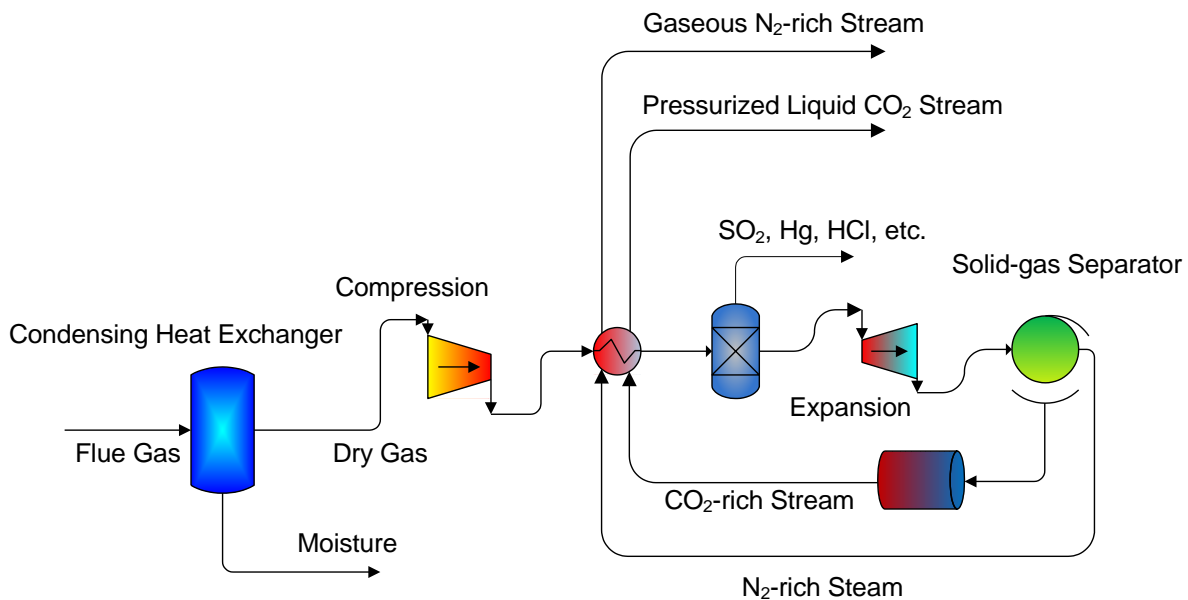 Gaseous N₂-rich Stream
Pressurized Liquid CO₂ Stream
SO₂, Hg, HCl, etc.
Solid-gas Separator
Compression
Condensing Heat Exchanger
Expansion
Flue Gas
Dry Gas
CO₂-rich Stream
Moisture
N₂-rich Steam